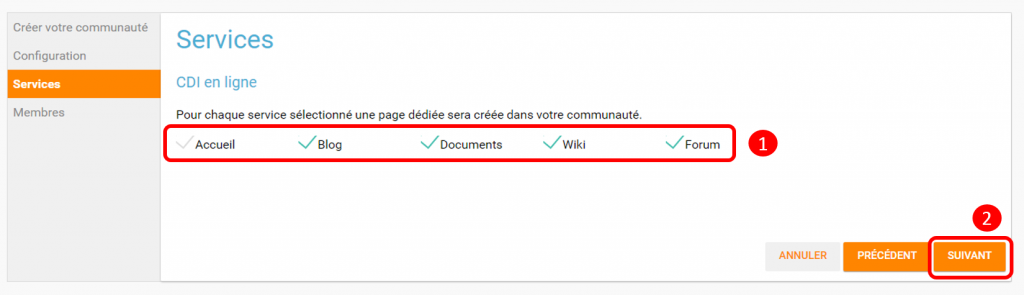 Créer votre communauté
Configuration
Services
Membres
Services
CDI en ligne
Pour chaque service sélectionné une page dédiée sera créée dans votre communauté.
Accueil Blog Documents Wiki Forum 1
2
ANNULER PRÉCÉDENT SUIVANT